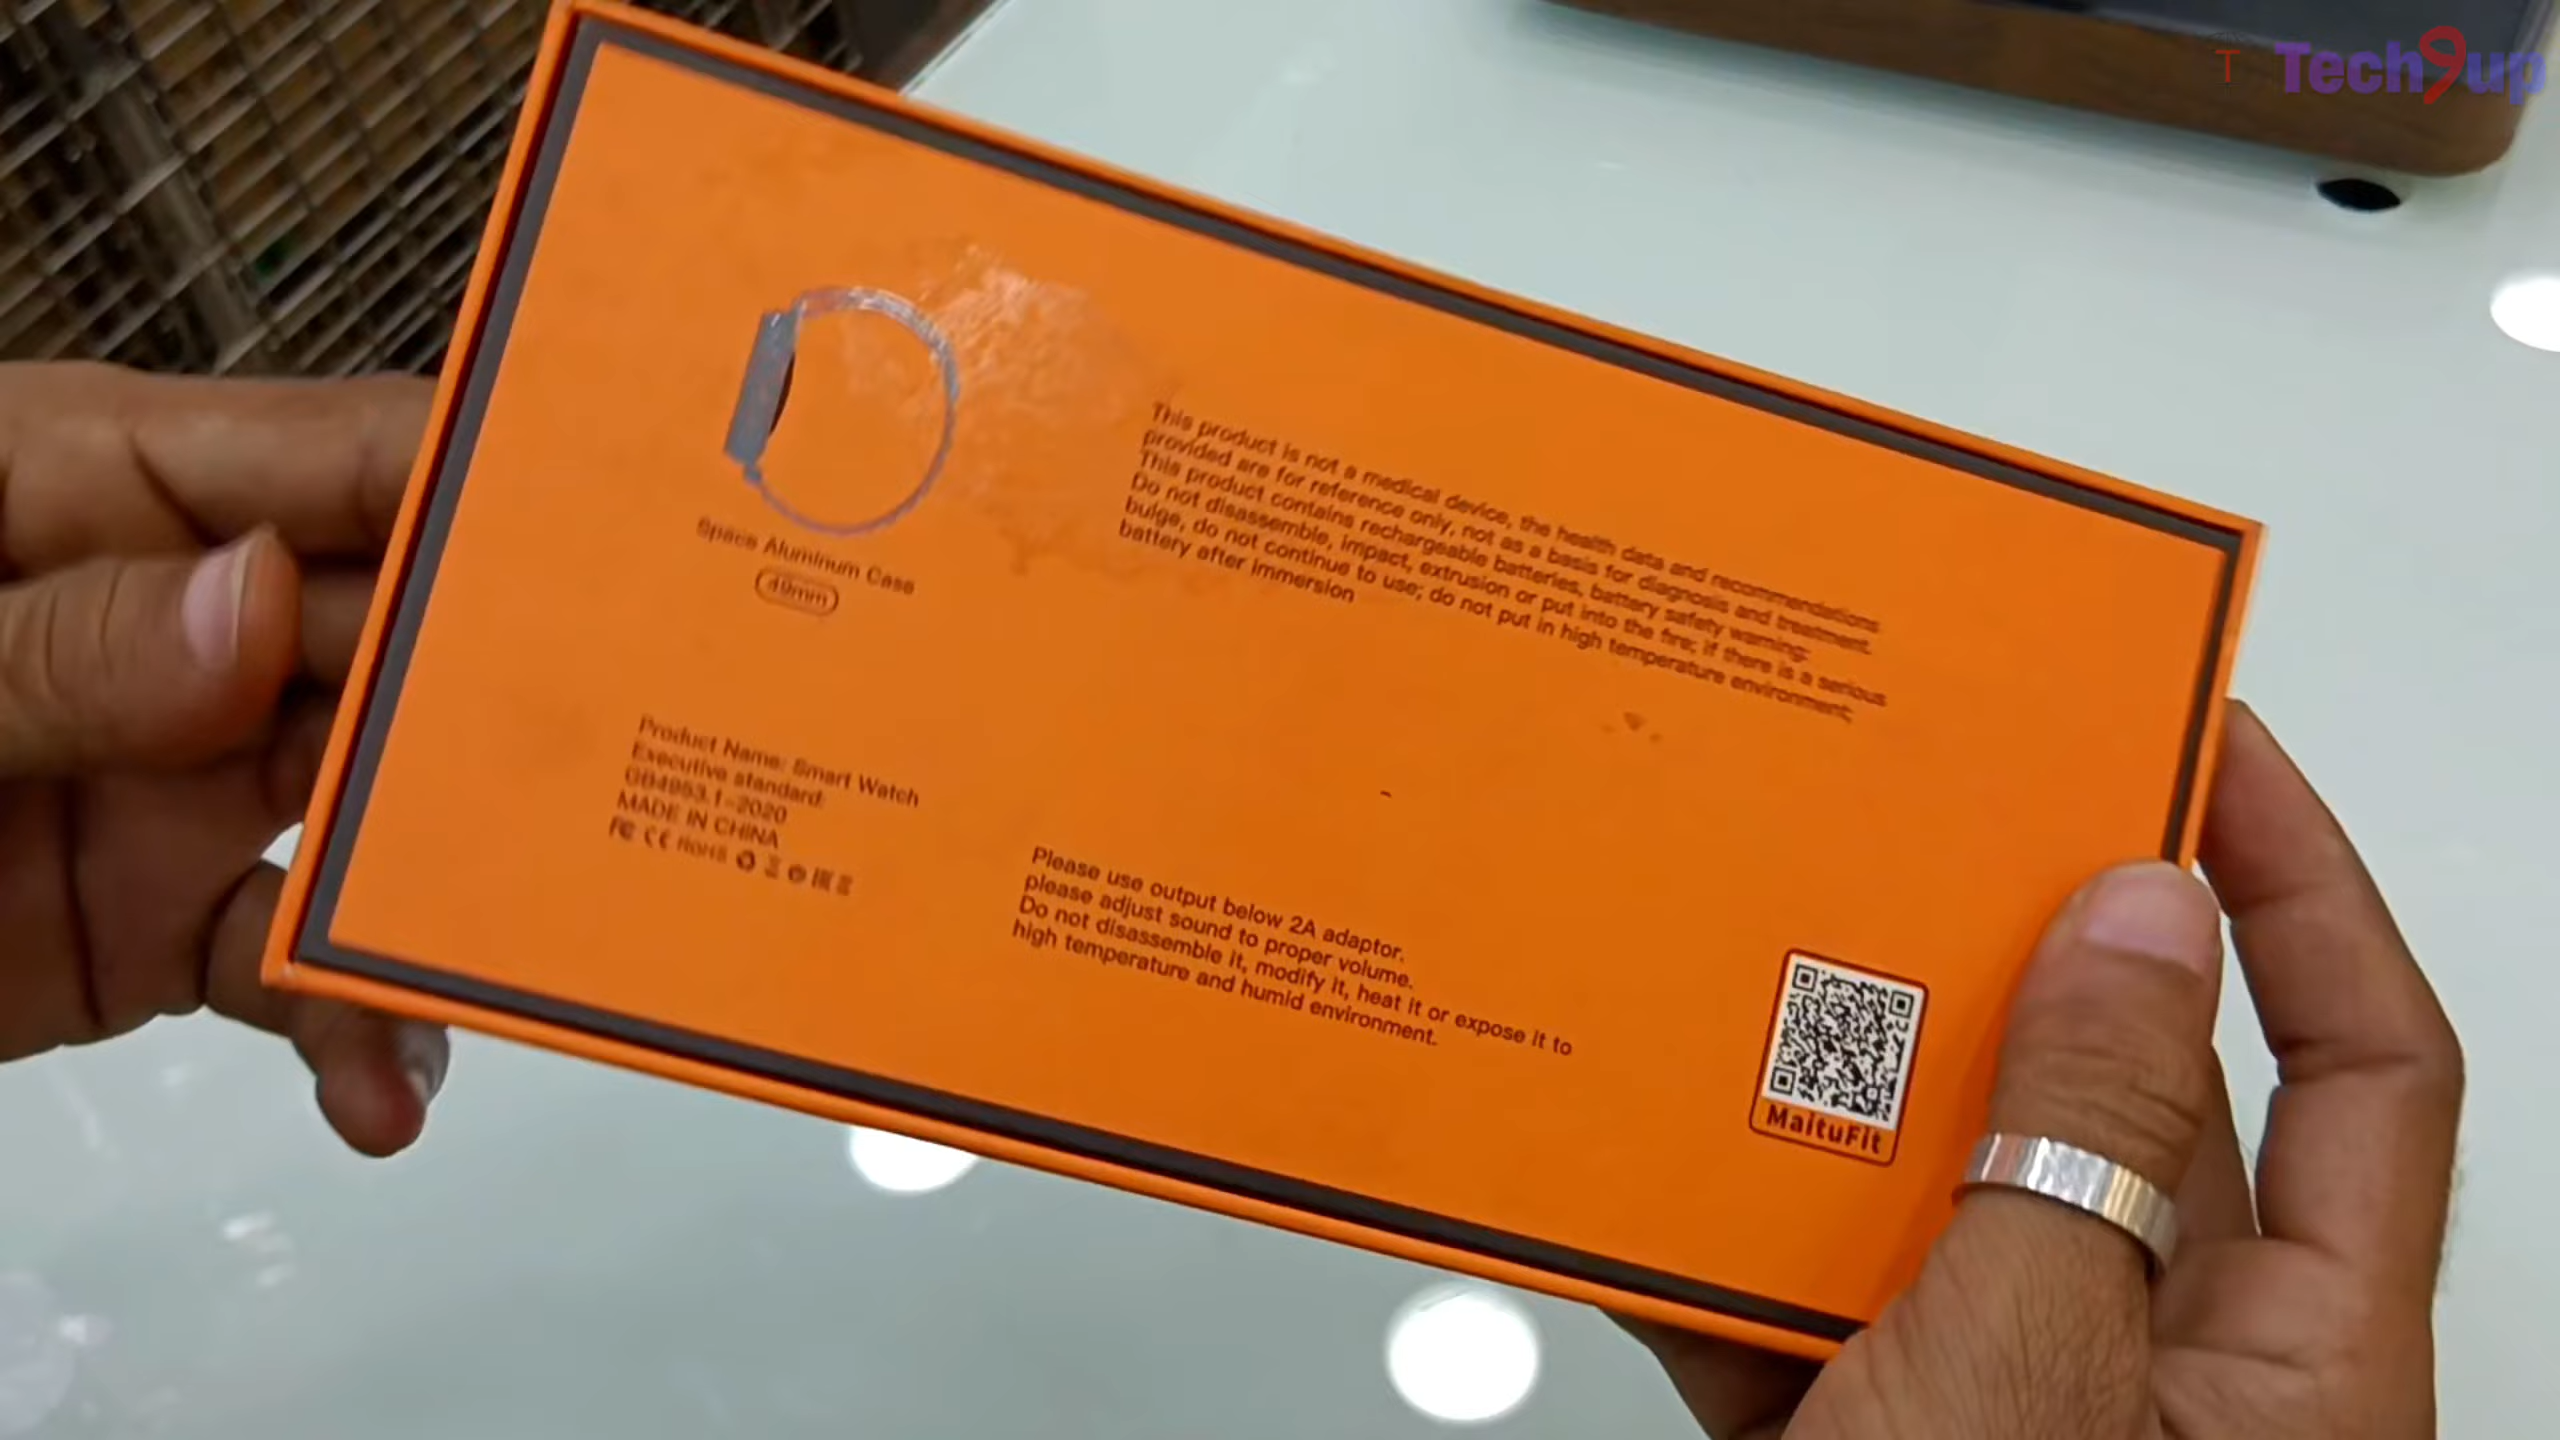 Tech9up
This product is not a medical device, the health data and recommendations
provided are for reference only, not as a basis for diagnosis and treatment.
This product contains rechargeable batteries, battery safety warning:
Do not disassemble, impact, extrusion or put into the fire; if there is a serious
bulge, do not continue to use; do not put in high temperature environment;
battery after immersion
Space Aluminum Case
49mm
Product Name: Smart Watch
Executive standard:
GB4953.1-2020
MADE IN CHINA
FC CE ROHS EAC
Please use output below 2A adaptor.
please adjust sound to proper volume.
Do not disassemble it, modify it, heat it or expose it to
high temperature and humid environment.
MaituFit